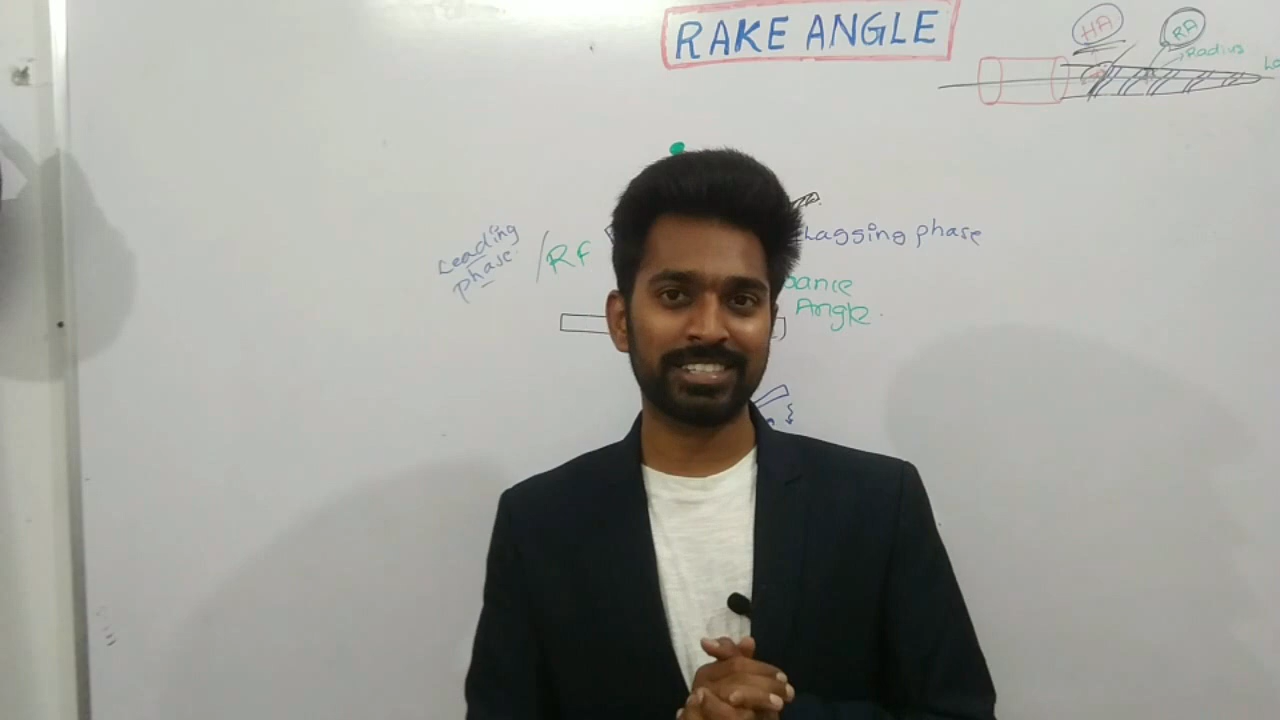 RAKE ANGLE
HA
RA
Radius
Leading
phase
/Rf
Lagging phase
Angle